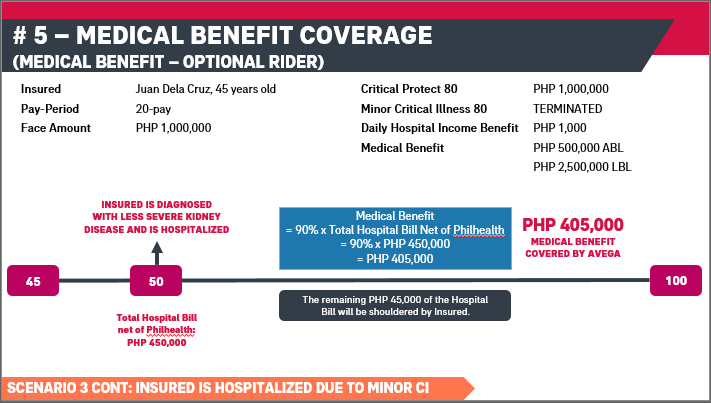 # 5 – MEDICAL BENEFIT COVERAGE
(MEDICAL BENEFIT – OPTIONAL RIDER)
Insured Juan Dela Cruz, 45 years old
Pay-Period 20-pay
Face Amount PHP 1,000,000
Critical Protect 80 PHP 1,000,000
Minor Critical Illness 80 TERMINATED
Daily Hospital Income Benefit PHP 1,000
Medical Benefit PHP 500,000 ABL
PHP 2,500,000 LBL
INSURED IS DIAGNOSED
WITH LESS SEVERE KIDNEY
DISEASE AND IS HOSPITALIZED
Medical Benefit
= 90% x Total Hospital Bill Net of Philhealth
= 90% x PHP 450,000
= PHP 405,000
PHP 405,000
MEDICAL BENEFIT
COVERED BY AVEGA
45
50
100
The remaining PHP 45,000 of the Hospital
Bill will be shouldered by Insured.
Total Hospital Bill
net of Philhealth:
PHP 450,000
SCENARIO 3 CONT: INSURED IS HOSPITALIZED DUE TO MINOR CI